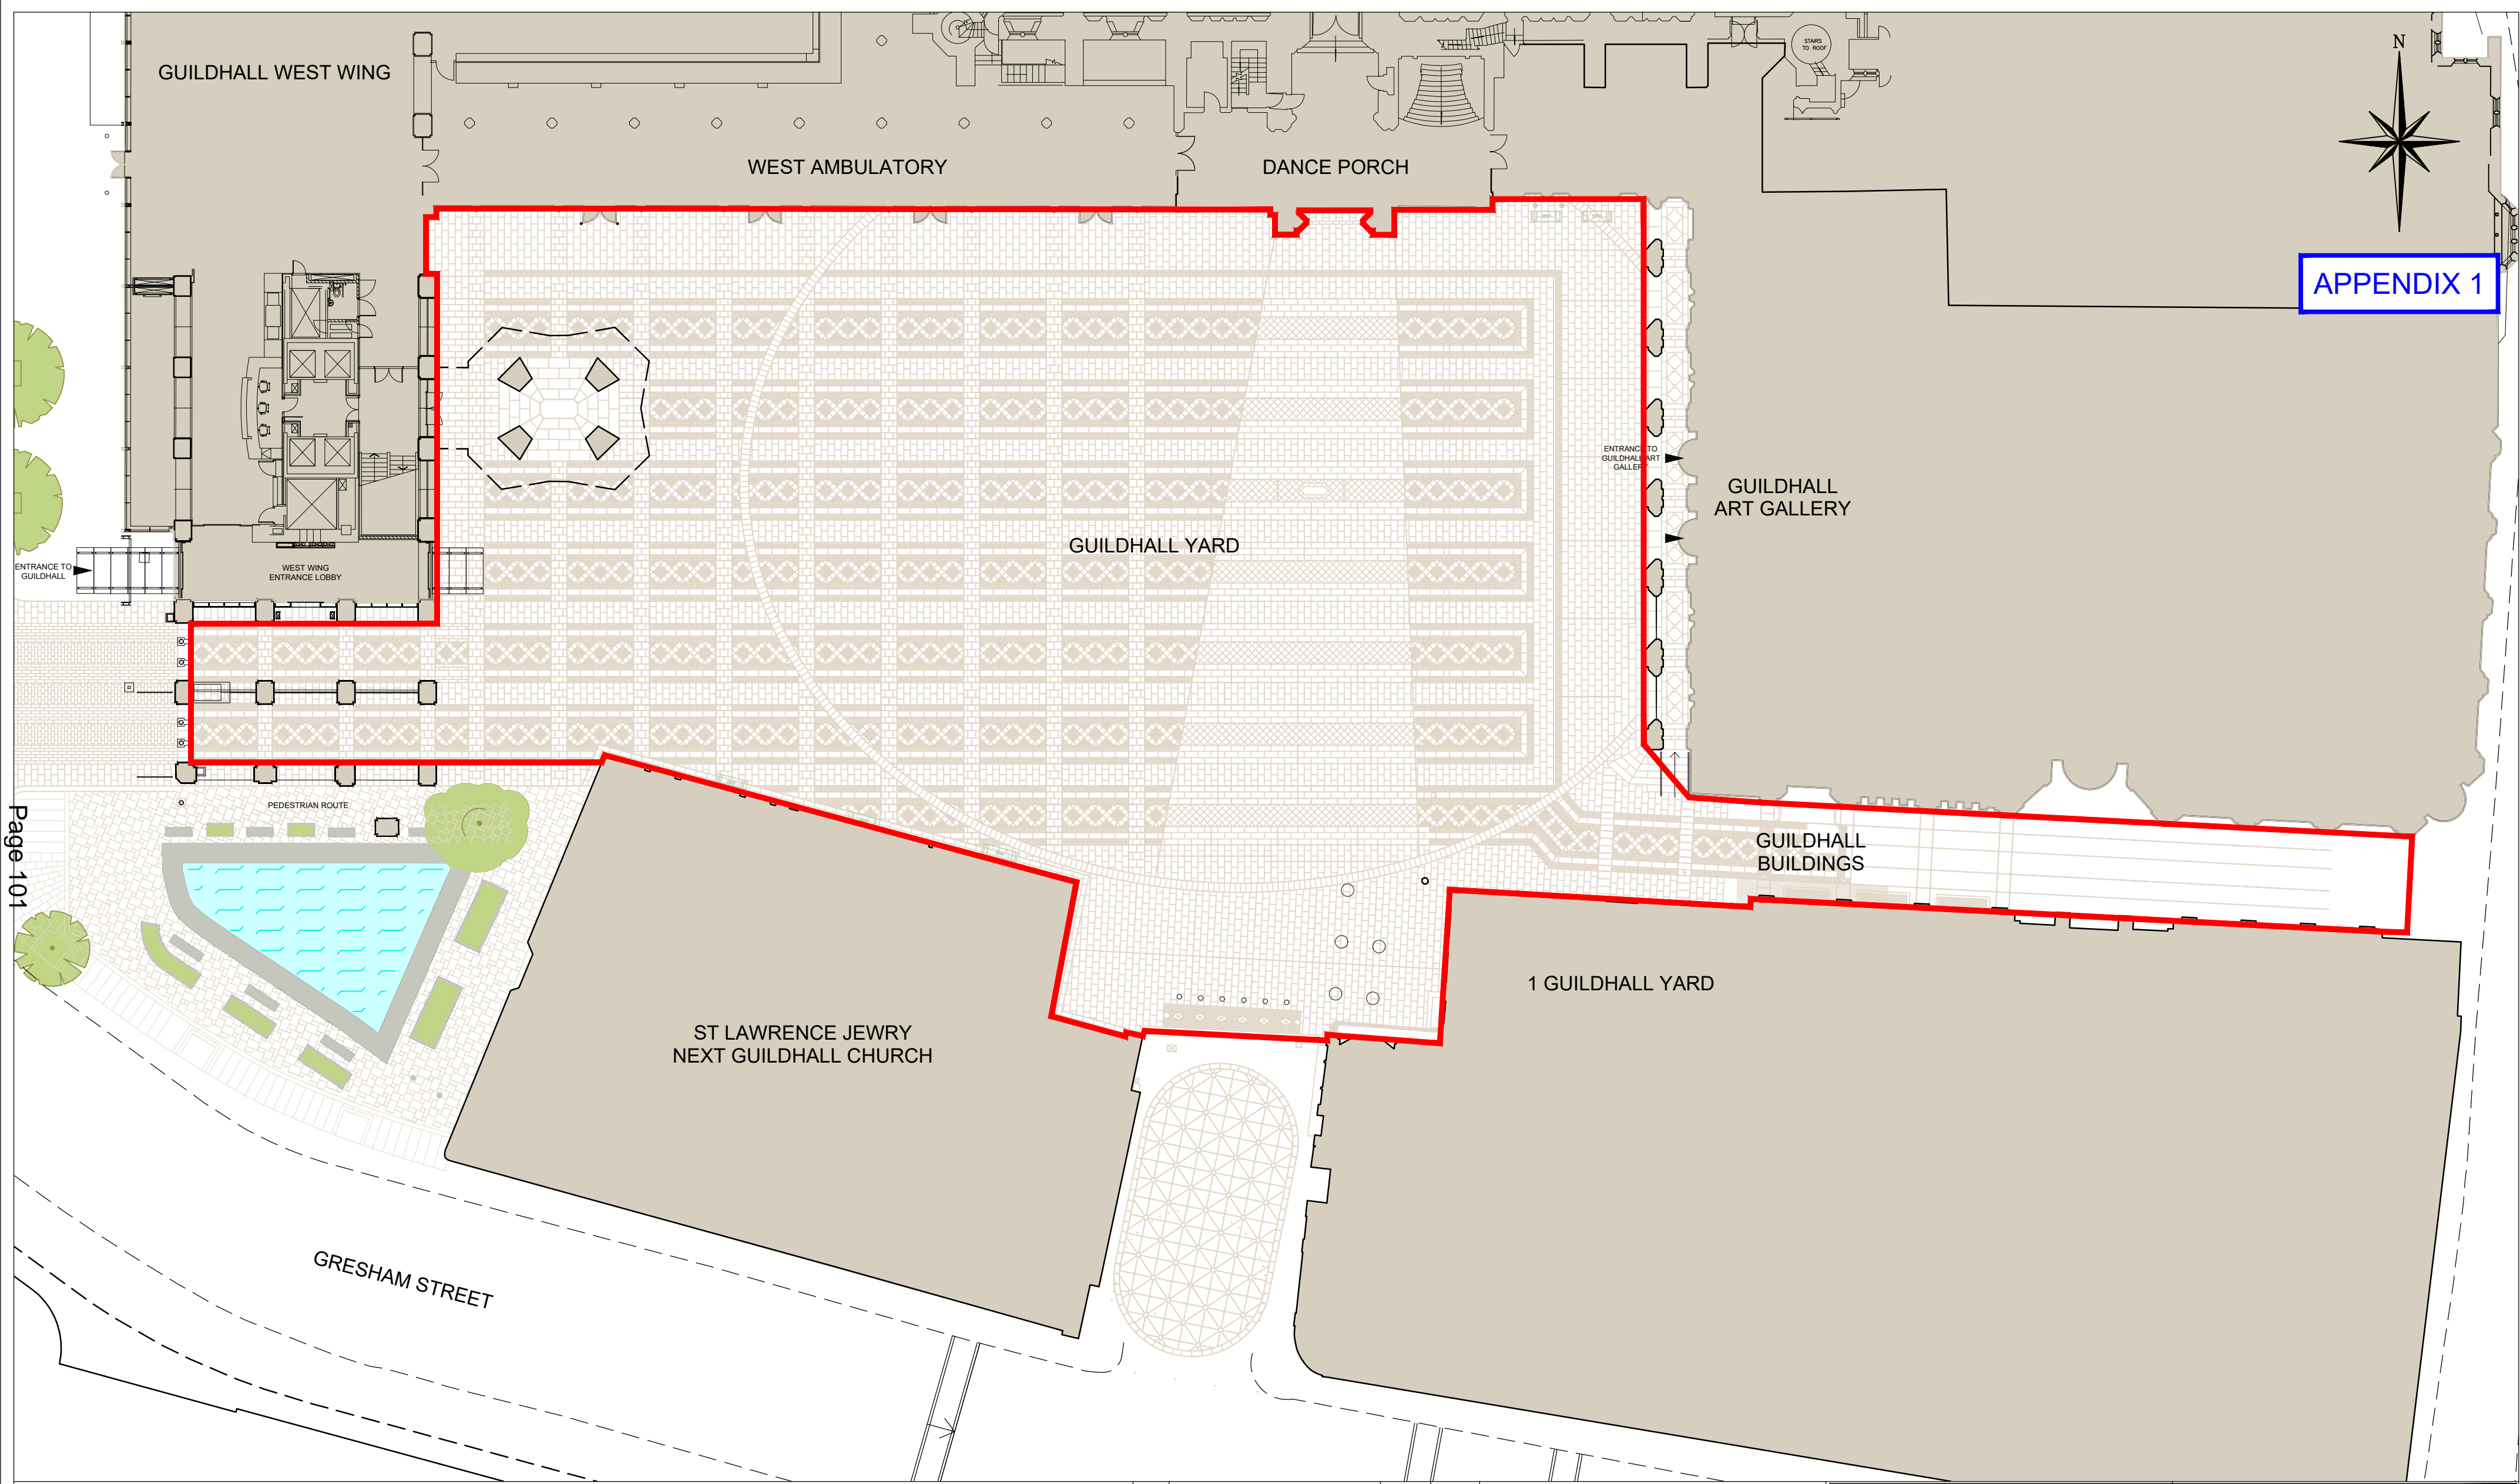 GUILDHALL WEST WING
STAIRS
TO ROOF
N
WEST AMBULATORY
DANCE PORCH
APPENDIX 1
ENTRANCE TO
GUILDHALL ART
GALLERY
GUILDHALL
ART GALLERY
GUILDHALL YARD
ENTRANCE TO
GUILDHALL
WEST WING
ENTRANCE LOBBY
PEDESTRIAN ROUTE
Page 101
GUILDHALL
BUILDINGS
1 GUILDHALL YARD
ST LAWRENCE JEWRY
NEXT GUILDHALL CHURCH
GRESHAM STREET